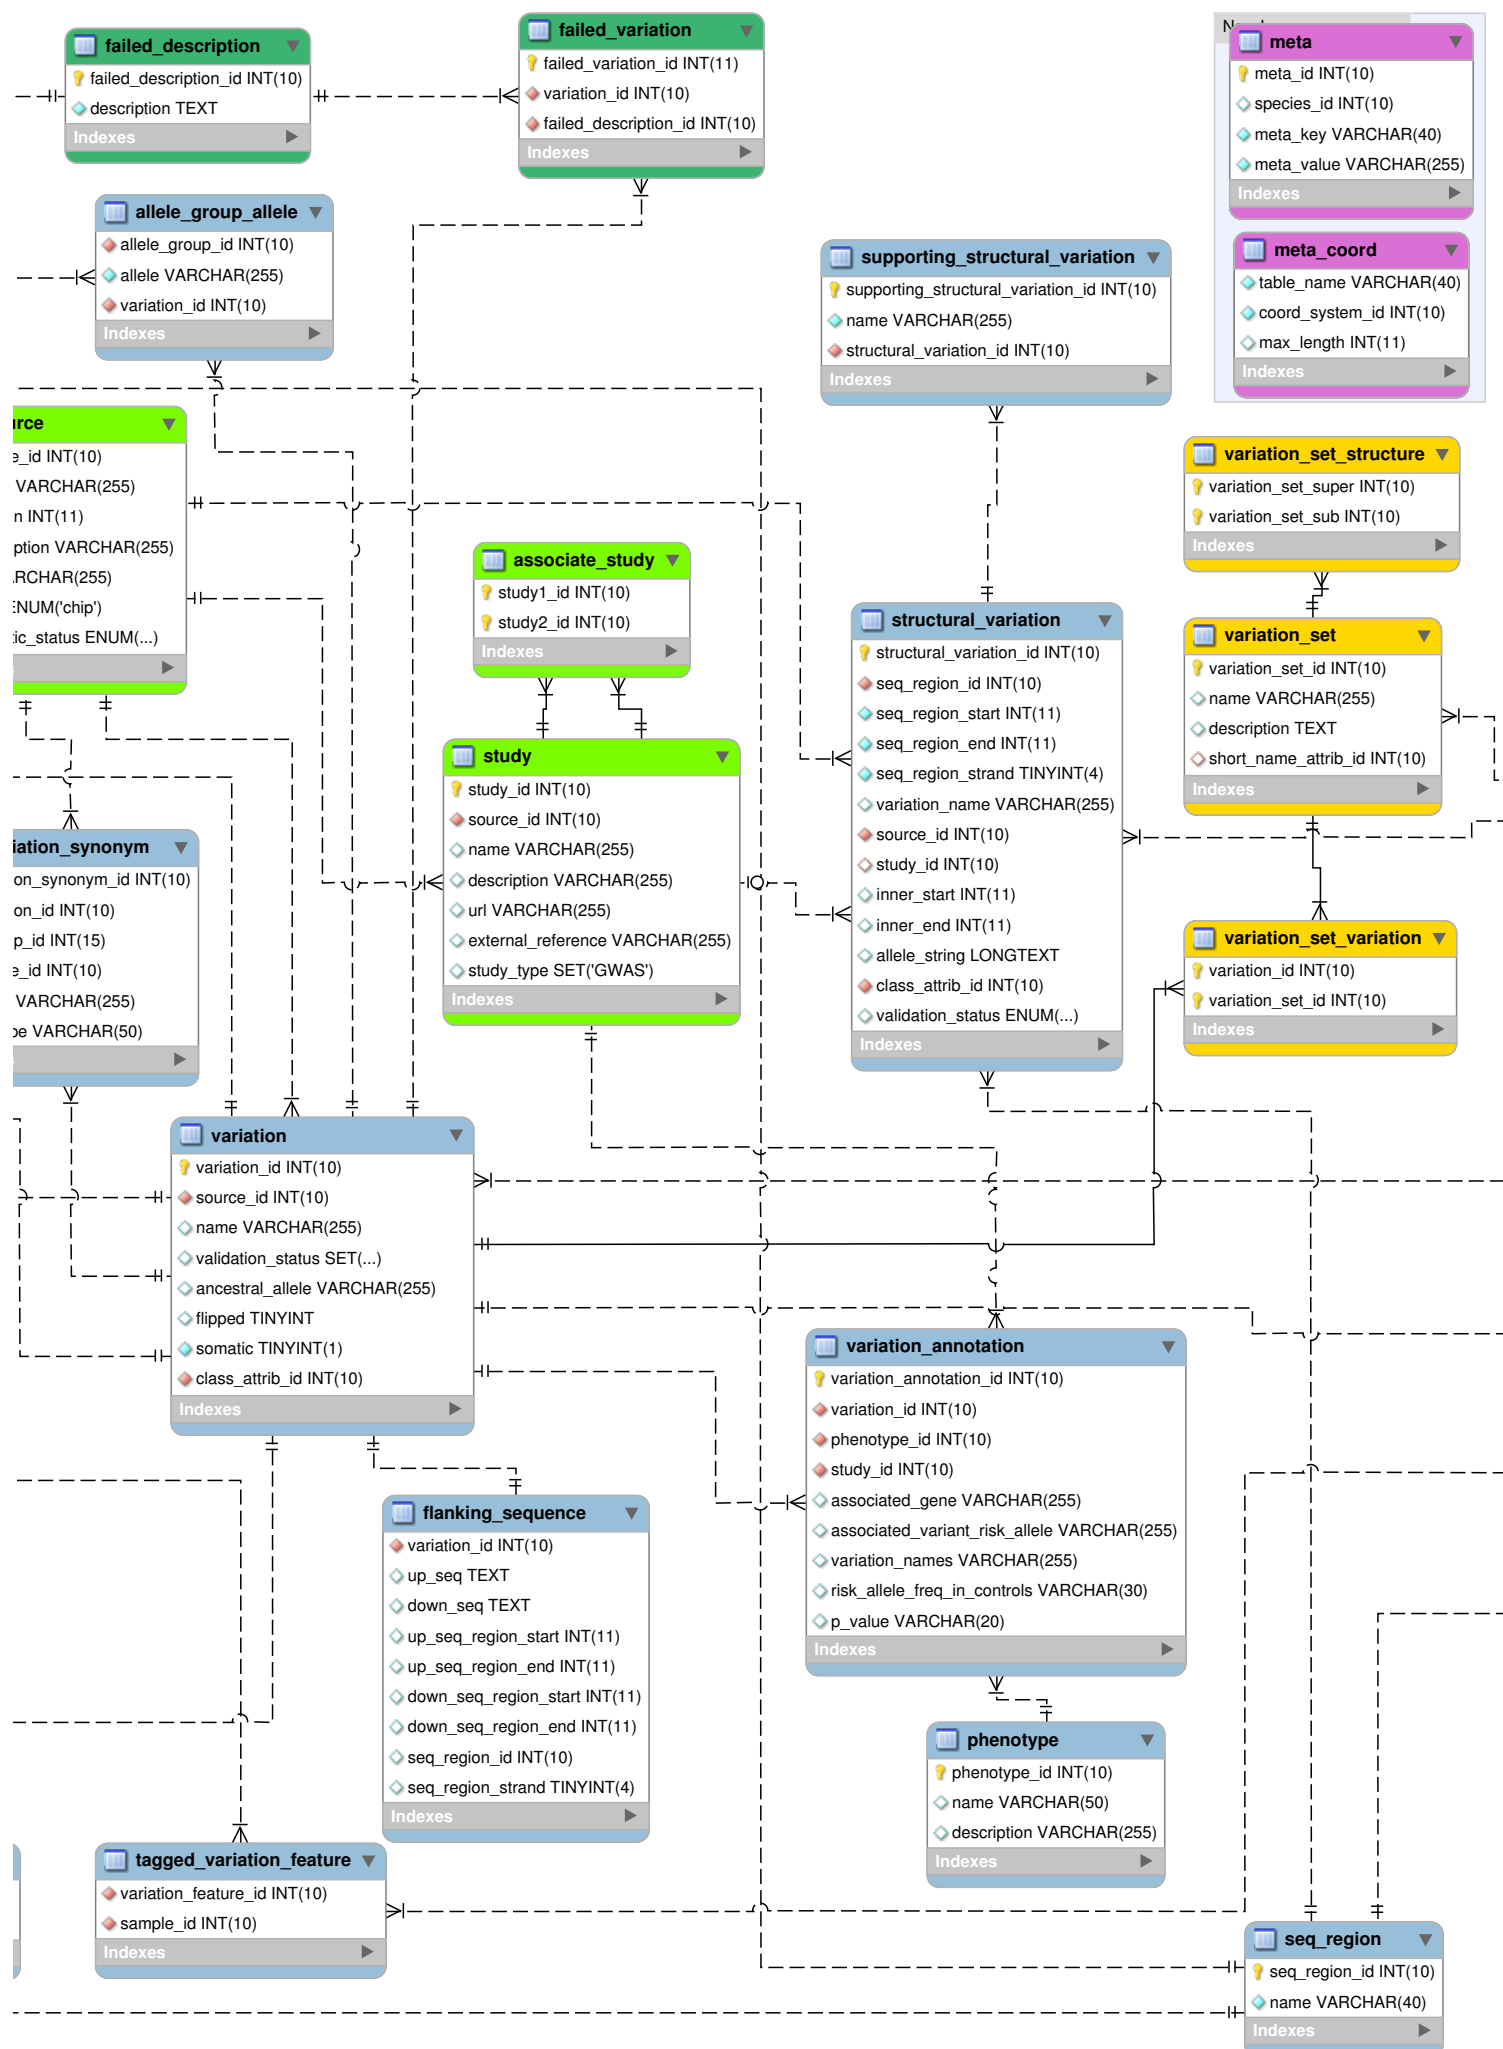 failed_description
failed_description_id INT(10)
description TEXT
Indexes
failed_variation
failed_variation_id INT(11)
variation_id INT(10)
failed_description_id INT(10)
Indexes
meta
meta_id INT(10)
species_id INT(10)
meta_key VARCHAR(40)
meta_value VARCHAR(255)
Indexes
allele_group_allele
allele_group_id INT(10)
allele VARCHAR(255)
variation_id INT(10)
Indexes
supporting_structural_variation
supporting_structural_variation_id INT(10)
name VARCHAR(255)
structural_variation_id INT(10)
Indexes
meta_coord
table_name VARCHAR(40)
coord_system_id INT(10)
max_length INT(11)
Indexes
urce
e_id INT(10)
VARCHAR(255)
n INT(11)
ption VARCHAR(255)
ARCHAR(255)
ENUM('chip')
tic_status ENUM(...)
variation_set_structure
variation_set_super INT(10)
variation_set_sub INT(10)
Indexes
associate_study
study1_id INT(10)
study2_id INT(10)
Indexes
structural_variation
structural_variation_id INT(10)
seq_region_id INT(10)
seq_region_start INT(11)
seq_region_end INT(11)
seq_region_strand TINYINT(4)
variation_name VARCHAR(255)
source_id INT(10)
study_id INT(10)
inner_start INT(11)
inner_end INT(11)
allele_string LONGTEXT
class_attrib_id INT(10)
validation_status ENUM(...)
Indexes
variation_set
variation_set_id INT(10)
name VARCHAR(255)
description TEXT
short_name_attrib_id INT(10)
Indexes
study
study_id INT(10)
source_id INT(10)
name VARCHAR(255)
description VARCHAR(255)
url VARCHAR(255)
external_reference VARCHAR(255)
study_type SET('GWAS')
Indexes
iation_synonym
on_synonym_id INT(10)
on_id INT(10)
p_id INT(15)
e_id INT(10)
VARCHAR(255)
pe VARCHAR(50)
variation_set_variation
variation_id INT(10)
variation_set_id INT(10)
Indexes
variation
variation_id INT(10)
source_id INT(10)
name VARCHAR(255)
validation_status SET(...)
ancestral_allele VARCHAR(255)
flipped TINYINT
somatic TINYINT(1)
class_attrib_id INT(10)
Indexes
variation_annotation
variation_annotation_id INT(10)
variation_id INT(10)
phenotype_id INT(10)
study_id INT(10)
associated_gene VARCHAR(255)
associated_variant_risk_allele VARCHAR(255)
variation_names VARCHAR(255)
risk_allele_freq_in_controls VARCHAR(30)
p_value VARCHAR(20)
Indexes
flanking_sequence
variation_id INT(10)
up_seq TEXT
down_seq TEXT
up_seq_region_start INT(11)
up_seq_region_end INT(11)
down_seq_region_start INT(11)
down_seq_region_end INT(11)
seq_region_id INT(10)
seq_region_strand TINYINT(4)
Indexes
phenotype
phenotype_id INT(10)
name VARCHAR(50)
description VARCHAR(255)
Indexes
tagged_variation_feature
variation_feature_id INT(10)
sample_id INT(10)
Indexes
seq_region
seq_region_id INT(10)
name VARCHAR(40)
Indexes